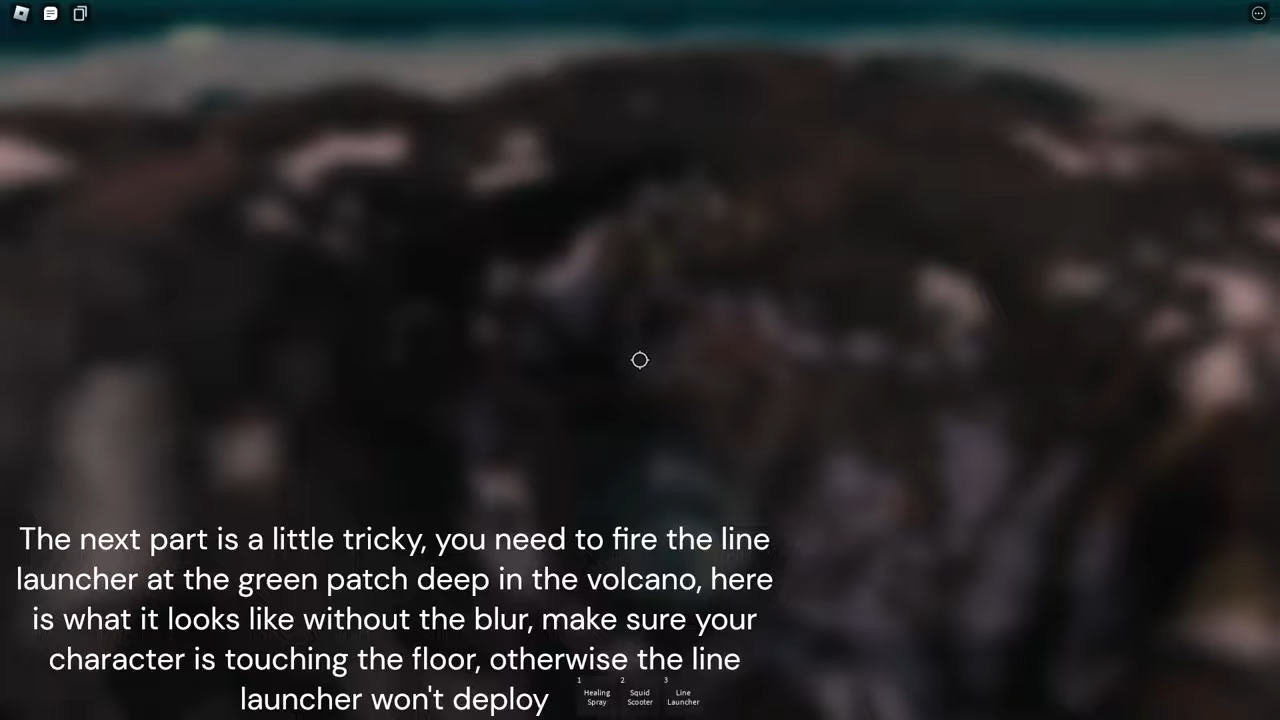 The next part is a little tricky, you need to fire the line
launcher at the green patch deep in the volcano, here
is what it looks like without the blur, make sure your
character is touching the floor, otherwise the line
launcher won't deploy
1 2 3
Healing Squid Line
Spray Scooter Launcher